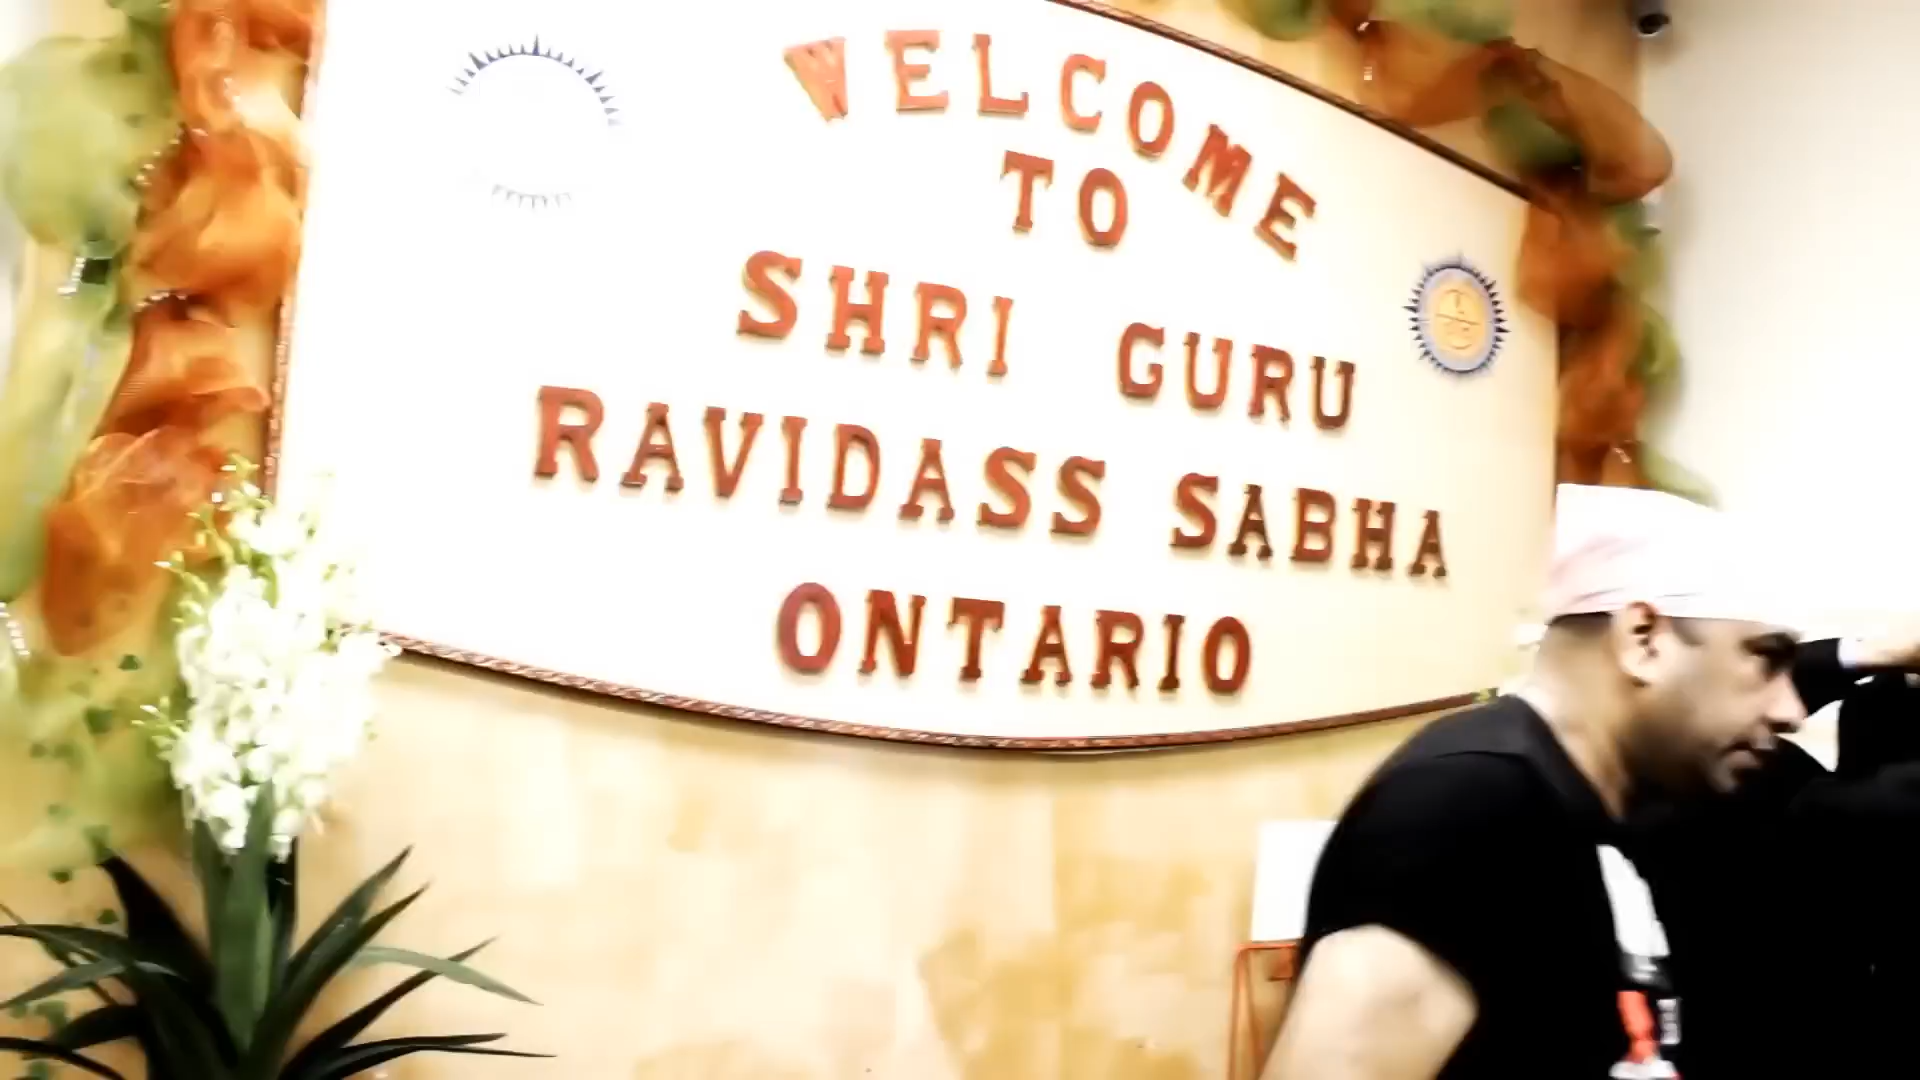 WELCOME
TO
SHRI GURU
RAVIDASS SABHA
ONTARIO